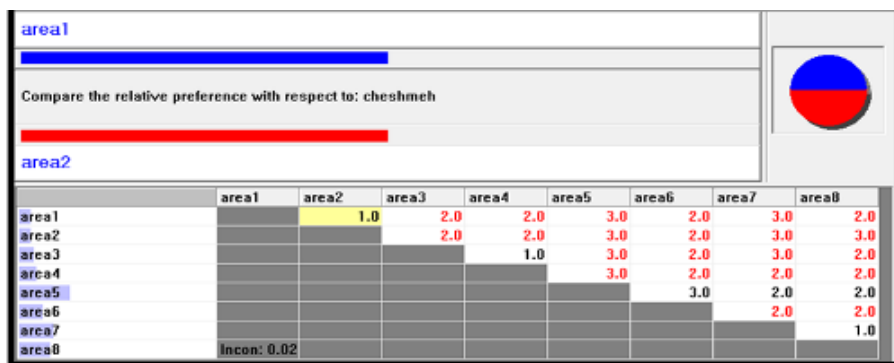 area1
Compare the relative preference with respect to: cheshmeh
area2
area1 area2 area3 area4 area5 area6 area7 area8
area1 1.0 2.0 2.0 3.0 2.0 3.0 2.0
area2 2.0 2.0 3.0 2.0 3.0 3.0
area3 1.0 3.0 2.0 3.0 2.0
area4 3.0 2.0 2.0 2.0
area5 3.0 2.0 2.0
area6 2.0 2.0
area7 1.0
area8 Incon: 0.02